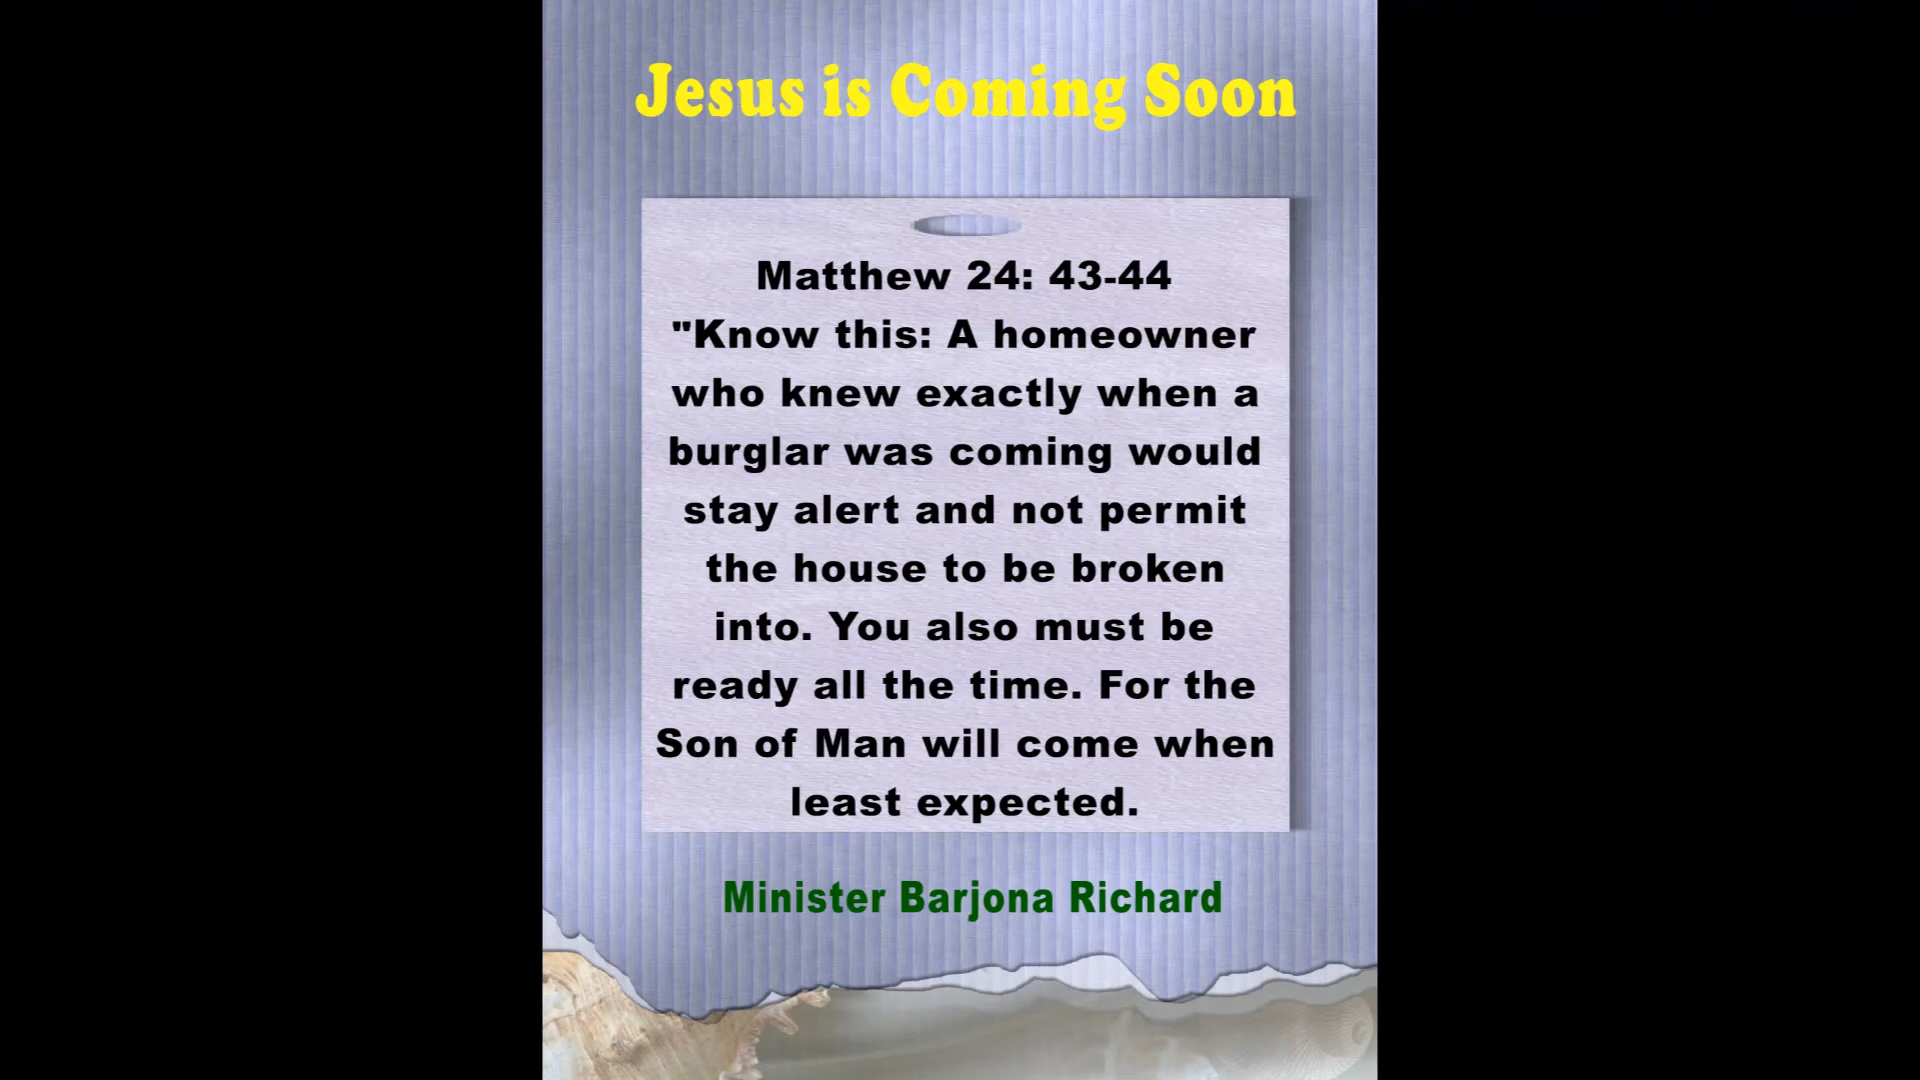 Jesus is Coming Soon
Matthew 24: 43-44
"Know this: A homeowner
who knew exactly when a
burglar was coming would
stay alert and not permit
the house to be broken
into. You also must be
ready all the time. For the
Son of Man will come when
least expected.
Minister Barjona Richard